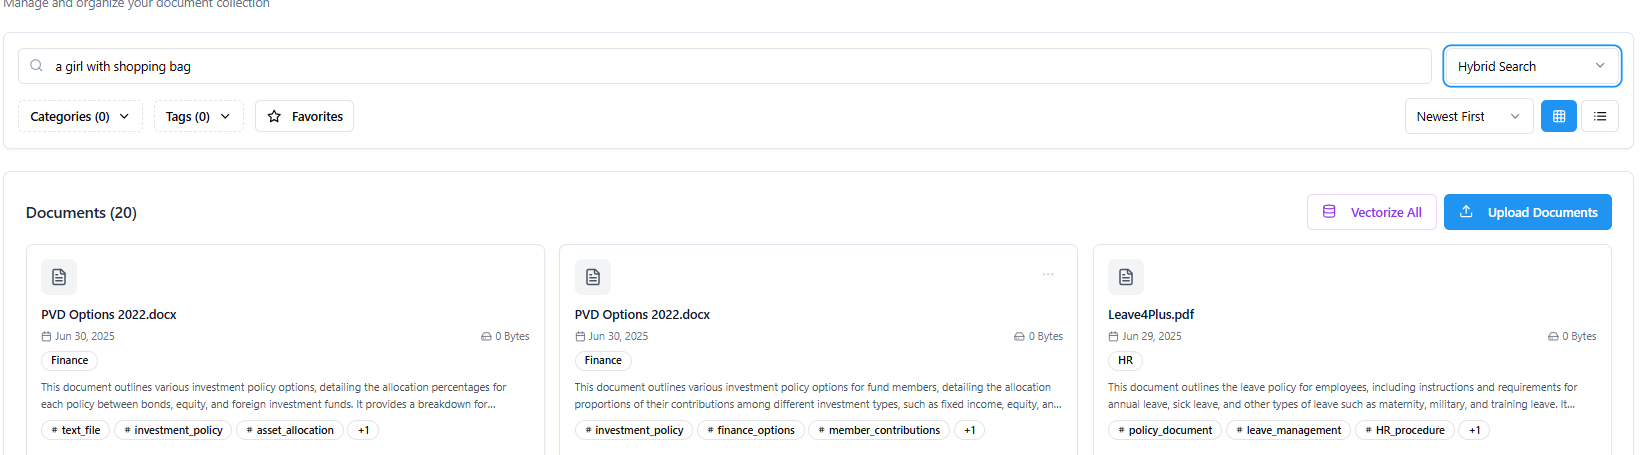 Manage and organize your document collection
a girl with shopping bag
Hybrid Search
Categories (0)
Tags (0)
Favorites
Newest First
Documents (20)
Vectorize All
Upload Documents
PVD Options 2022.docx
Jun 30, 2025
0 Bytes
Finance
This document outlines various investment policy options, detailing the allocation percentages for
each policy between bonds, equity, and foreign investment funds. It provides a breakdown for...
# text_file # investment_policy # asset_allocation +1
PVD Options 2022.docx
Jun 30, 2025
0 Bytes
Finance
This document outlines various investment policy options for fund members, detailing the allocation
proportions of their contributions among different investment types, such as fixed income, equity, an...
# investment_policy # finance_options # member_contributions +1
Leave4Plus.pdf
Jun 29, 2025
0 Bytes
HR
This document outlines the leave policy for employees, including instructions and requirements for
annual leave, sick leave, and other types of leave such as maternity, military, and training leave. It...
# policy_document # leave_management # HR_procedure +1